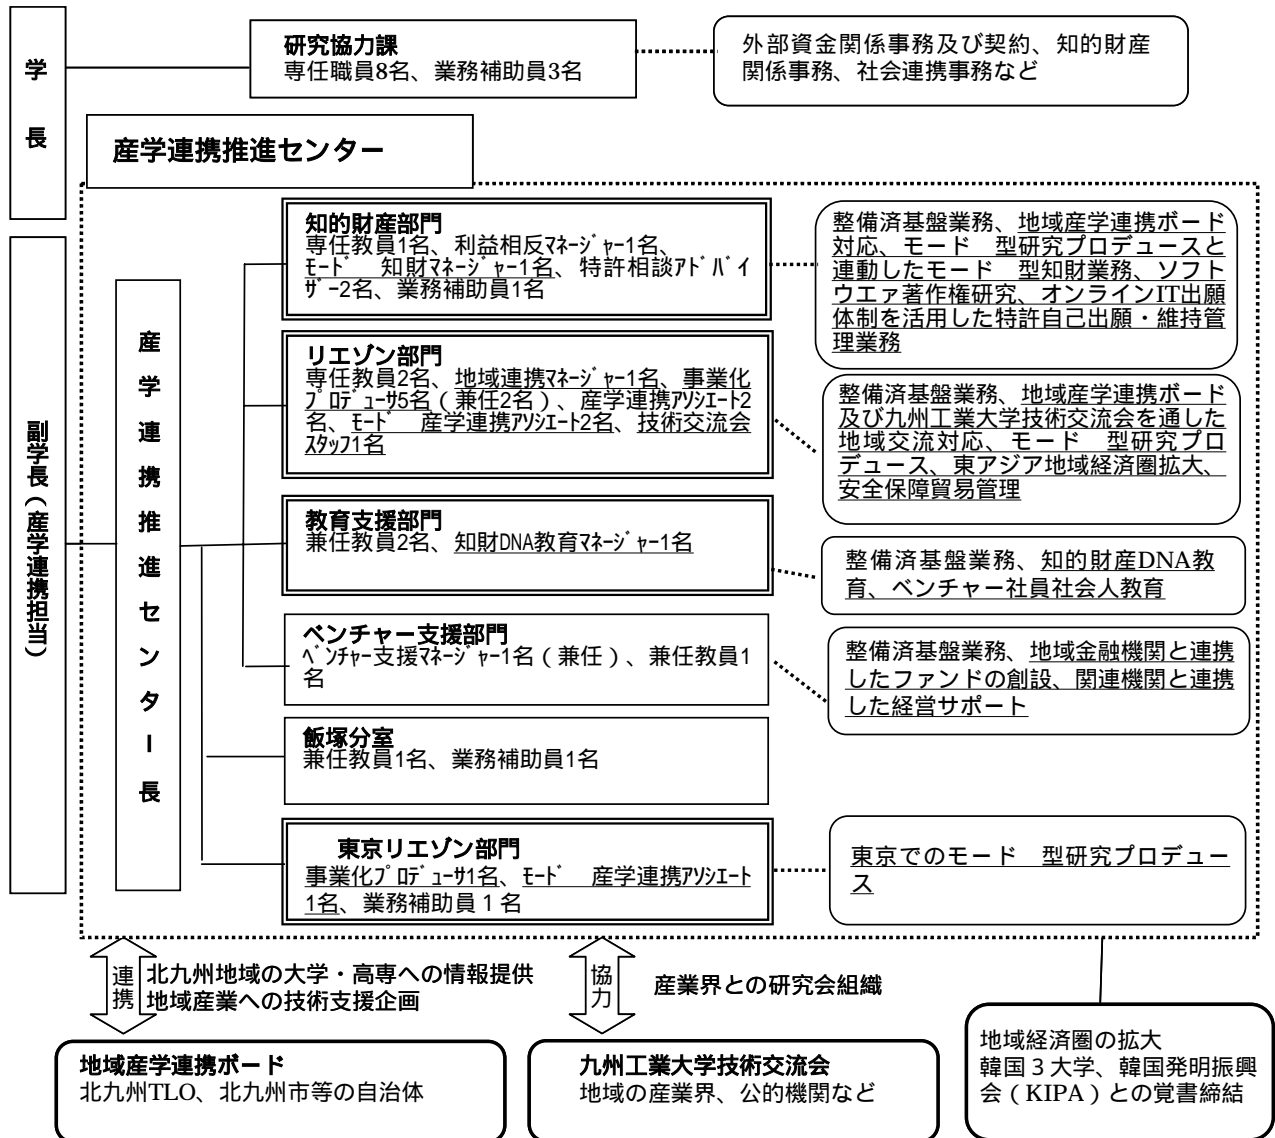 学長
研究協力課
専任職員8名、業務補助員3名
外部資金関係事務及び契約、知的財産
関係事務、社会連携事務など
産学連携推進センター
副学長（産学連携担当）
産学連携推進センター長
知的財産部門
専任教員1名、利益相反ﾏﾈｰｼﾞｬｰ1名、
ﾓｰﾄﾞ　知財ﾏﾈｰｼﾞｬｰ1名、特許相談ｱﾄﾞﾊﾞｲ
ｻﾞｰ2名、業務補助員1名
整備済基盤業務、地域産学連携ボード
対応、モード　型研究プロデュースと
連動したモード　型知財業務、ソフト
ウエァ著作権研究、オンラインIT出願
体制を活用した特許自己出願・維持管
理業務
リエゾン部門
専任教員2名、地域連携ﾏﾈｰｼﾞｬｰ1名、事業化
ﾌﾟﾛﾃﾞｭｰｻ5名（兼任2名）、産学連携ｱｿｼｴｰﾄ2
名、ﾓｰﾄﾞ　産学連携ｱｿｼｴｰﾄ2名、技術交流会
ｽﾀｯﾌ1名
整備済基盤業務、地域産学連携ボード
及び九州工業大学技術交流会を通した
地域交流対応、モード　型研究プロ
デュース、東アジア地域経済圏拡大、
安全保障貿易管理
教育支援部門
兼任教員2名、知財DNA教育ﾏﾈｰｼﾞｬｰ1名
整備済基盤業務、知的財産DNA教
育、ベンチャー社員社会人教育
ベンチャー支援部門
ﾍﾞﾝﾁｬｰ支援ﾏﾈｰｼﾞｬｰ1名（兼任）、兼任教員1
名
整備済基盤業務、地域金融機関と連携
したファンドの創設、関連機関と連携
した経営サポート
飯塚分室
兼任教員1名、業務補助員1名
東京リエゾン部門
事業化ﾌﾟﾛﾃﾞｭｰｻ1名、ﾓｰﾄﾞ　産学連携ｱｿｼｴｰﾄ
1名、業務補助員１名
東京でのモード　型研究プロデュー
ス
連携
北九州地域の大学・高専への情報提供
地域産業への技術支援企画
協力
産業界との研究会組織
地域産学連携ボード
北九州TLO、北九州市等の自治体
九州工業大学技術交流会
地域の産業界、公的機関など
地域経済圏の拡大
韓国３大学、韓国発明振興
会（KIPA）との覚書締結